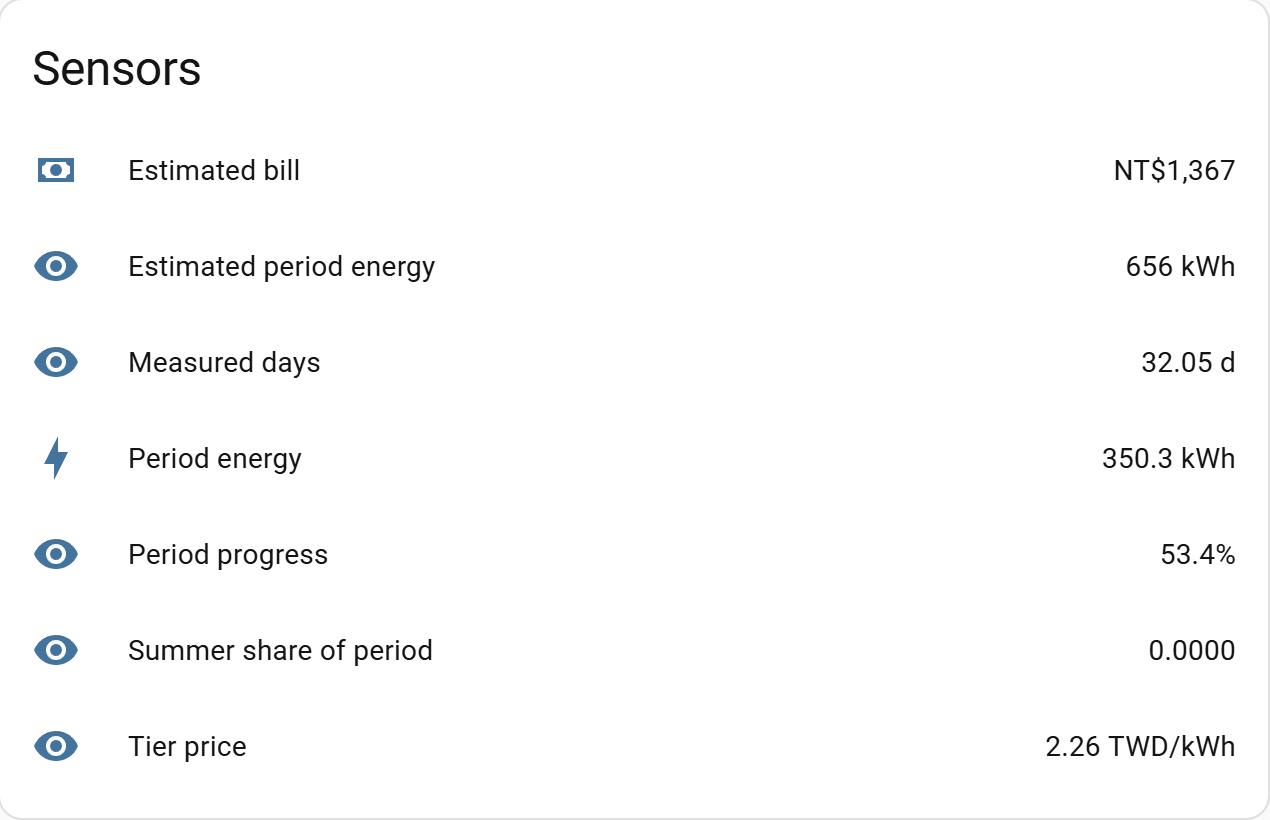 Sensors
Estimated bill NT$1,367
Estimated period energy 656 kWh
Measured days 32.05 d
Period energy 350.3 kWh
Period progress 53.4%
Summer share of period 0.0000
Tier price 2.26 TWD/kWh